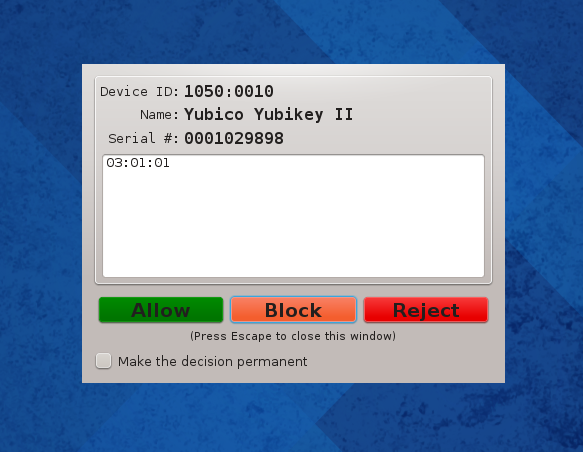 Device ID: 1050:0010
Name: Yubico Yubikey II
Serial #: 0001029898
03:01:01
Allow Block Reject
(Press Escape to close this window)
Make the decision permanent